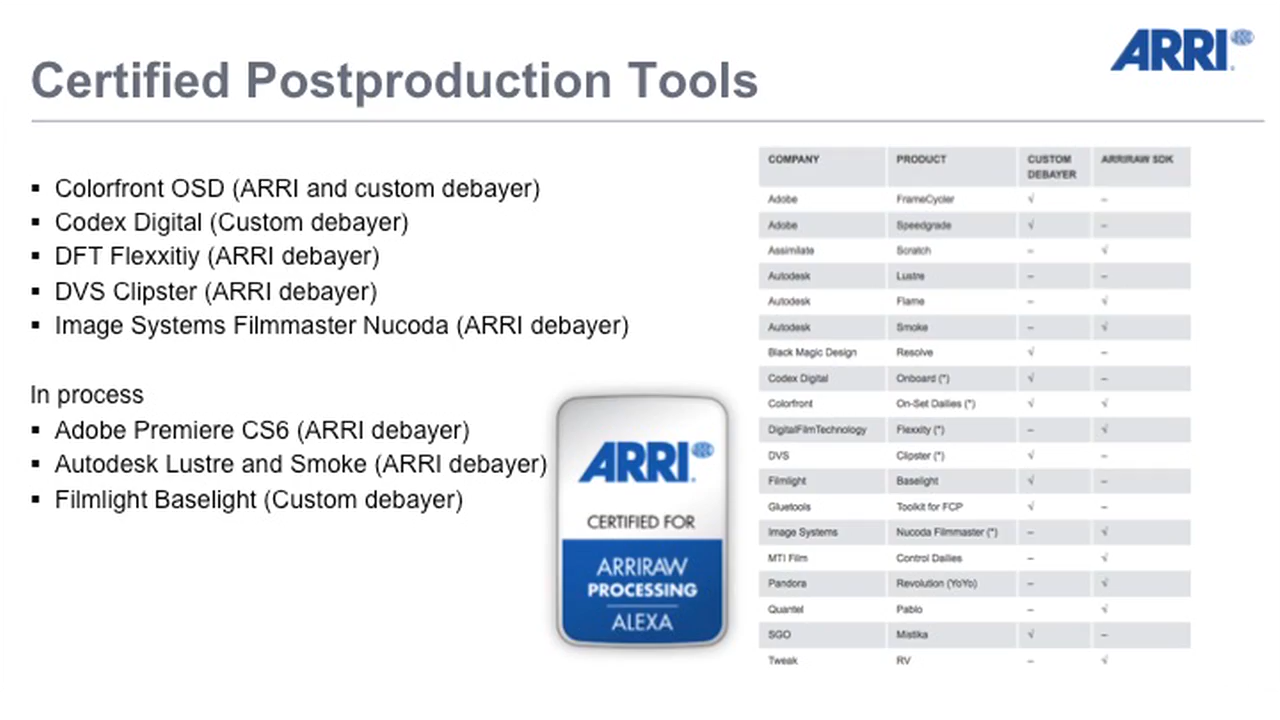 ARRI
Certified Postproduction Tools
▪ Colorfront OSD (ARRI and custom debayer)
▪ Codex Digital (Custom debayer)
▪ DFT Flexxitiy (ARRI debayer)
▪ DVS Clipster (ARRI debayer)
▪ Image Systems Filmmaster Nucoda (ARRI debayer)
In process
▪ Adobe Premiere CS6 (ARRI debayer)
▪ Autodesk Lustre and Smoke (ARRI debayer)
▪ Filmlight Baselight (Custom debayer)
ARRI
CERTIFIED FOR
ARRIRAW
PROCESSING
ALEXA
COMPANY PRODUCT CUSTOM DEBAYER ARRIRAW SDK
Adobe FrameCycler √ –
Adobe Speedgrade √ –
Assimilate Scratch – √
Autodesk Lustre – –
Autodesk Flame – √
Autodesk Smoke – √
Black Magic Design Resolve √ –
Codex Digital Onboard (*) √ –
Colorfront On-Set Dailies (*) √ √
DigitalFilmTechnology Flexxity (*) – √
DVS Clipster (*) √ –
Filmlight Baselight √ –
Gluetools Toolkit for FCP √ –
Image Systems Nucoda Filmmaster (*) – √
MTI Film Control Dailies – √
Pandora Revolution (YoYo) – √
Quantel Pablo – √
SGO Mistika √ –
Tweak RV – √